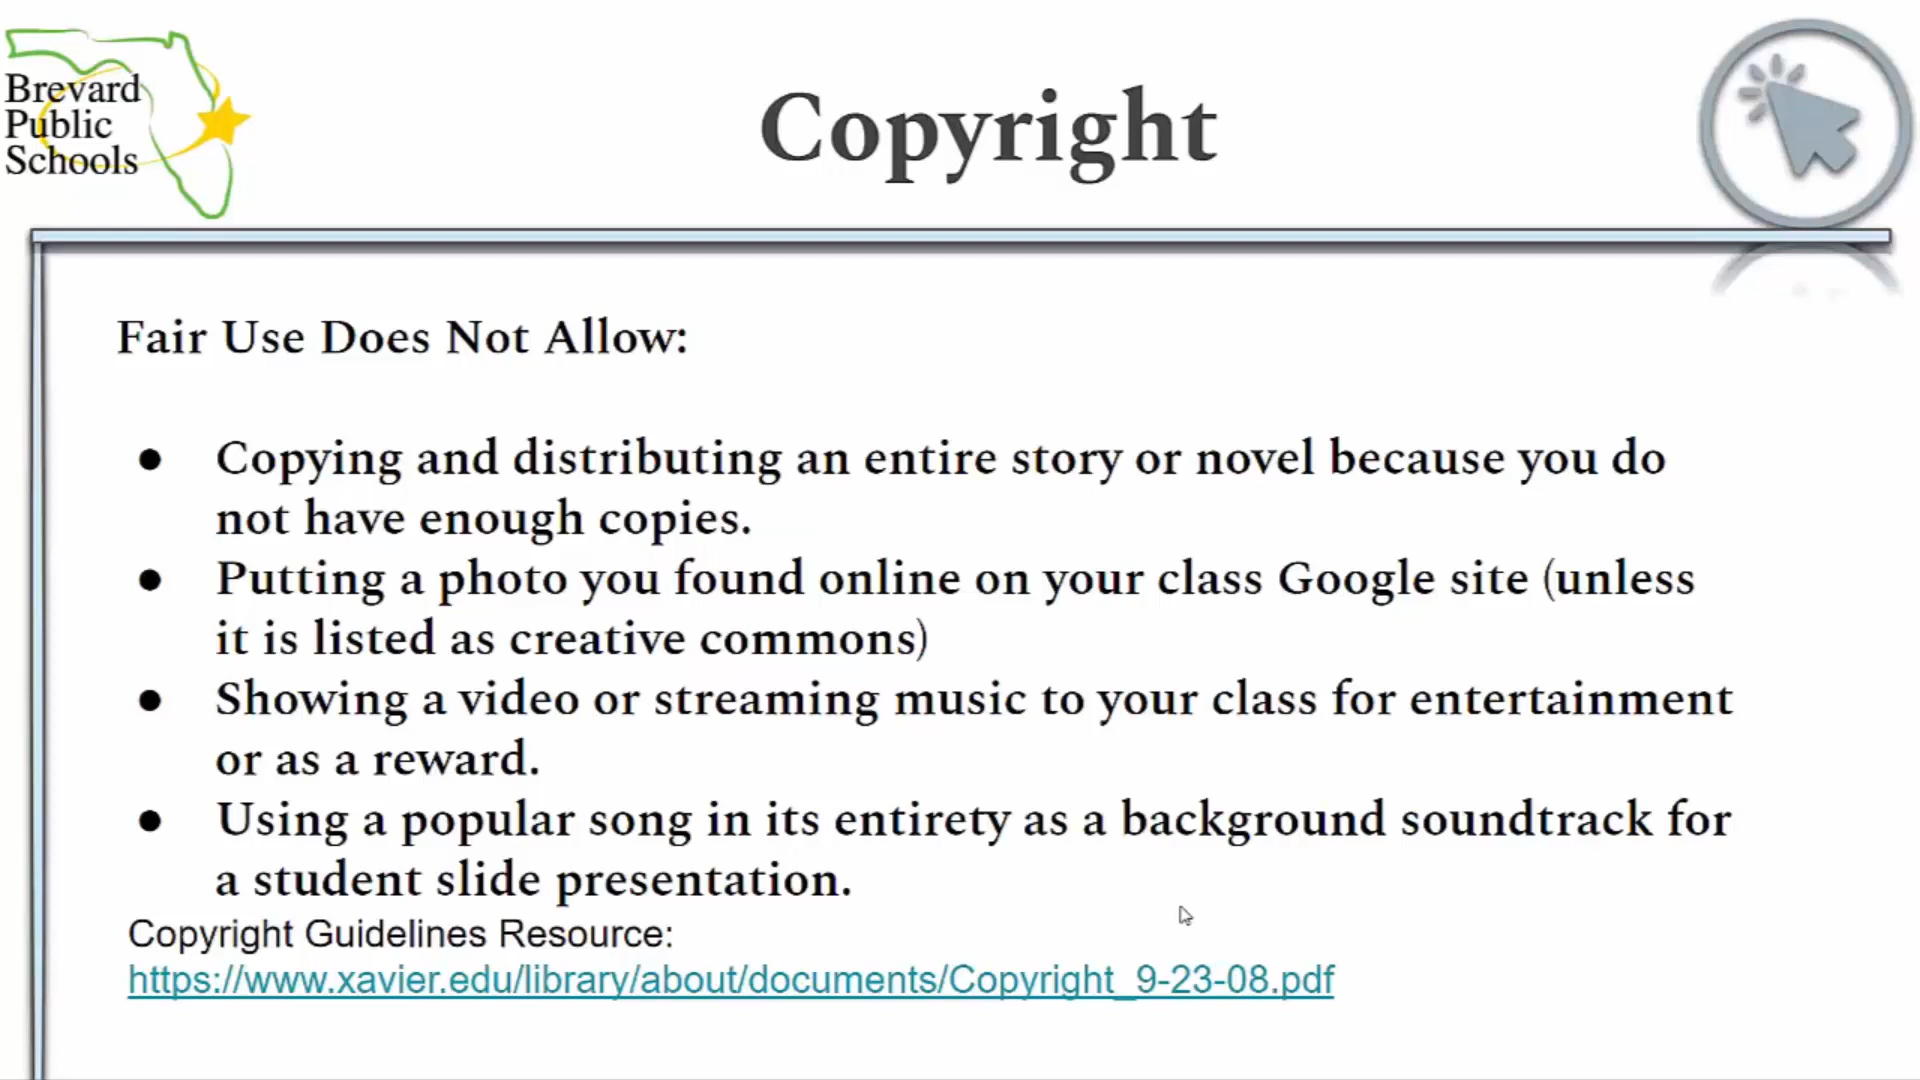 Brevard
Public
Schools
Copyright
Fair Use Does Not Allow:
● Copying and distributing an entire story or novel because you do
not have enough copies.
● Putting a photo you found online on your class Google site (unless
it is listed as creative commons)
● Showing a video or streaming music to your class for entertainment
or as a reward.
● Using a popular song in its entirety as a background soundtrack for
a student slide presentation.
Copyright Guidelines Resource:
https://www.xavier.edu/library/about/documents/Copyright_9-23-08.pdf